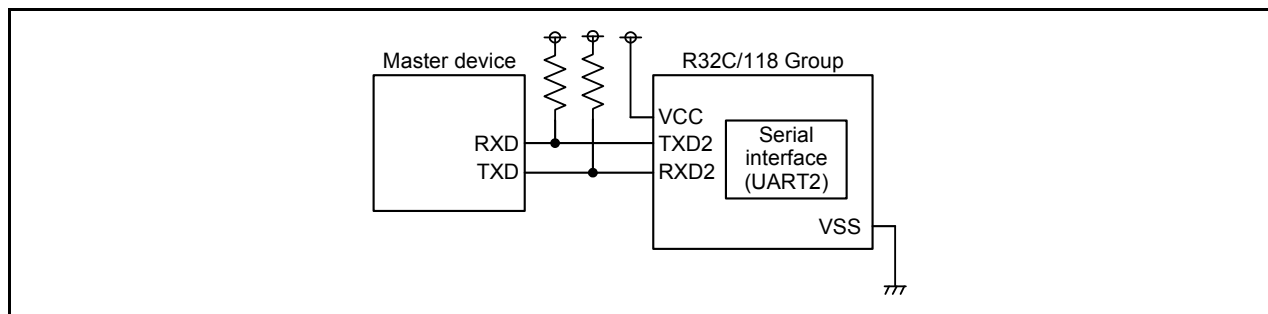 Master device
R32C/118 Group
VCC
RXD
TXD2
TXD
RXD2
Serial
interface
(UART2)
VSS